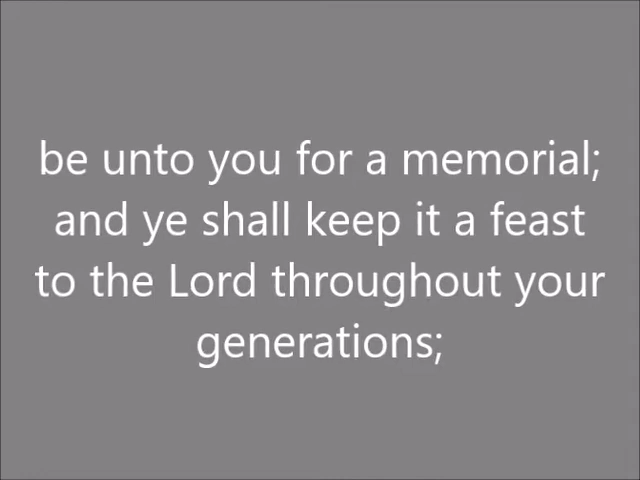 be unto you for a memorial;
and ye shall keep it a feast
to the Lord throughout your
generations;